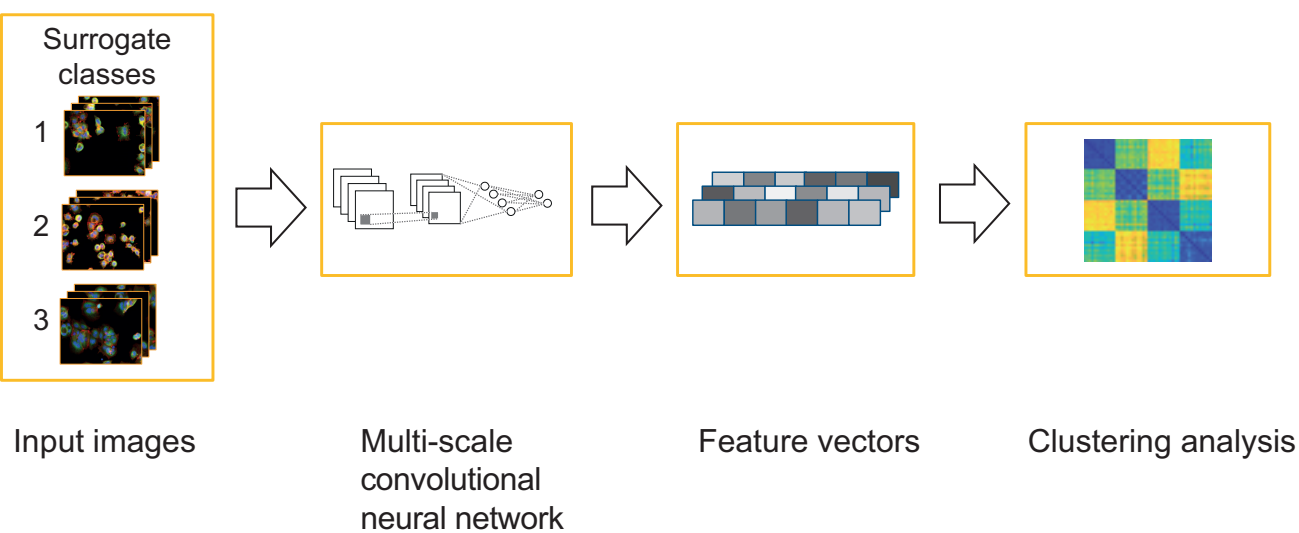 Surrogate
classes
1
2
3
Input images
Multi-scale
convolutional
neural network
Feature vectors
Clustering analysis